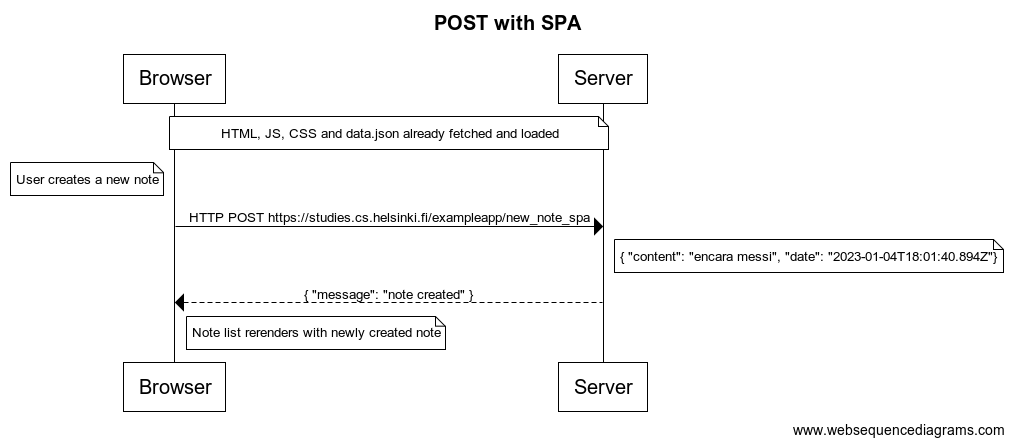 POST with SPA
Browser
Server
HTML, JS, CSS and data.json already fetched and loaded
User creates a new note
HTTP POST https://studies.cs.helsinki.fi/exampleapp/new_note_spa
{ "content": "encara messi", "date": "2023-01-04T18:01:40.894Z"}
{ "message": "note created" }
Note list rerenders with newly created note
Browser
Server
www.websequencediagrams.com